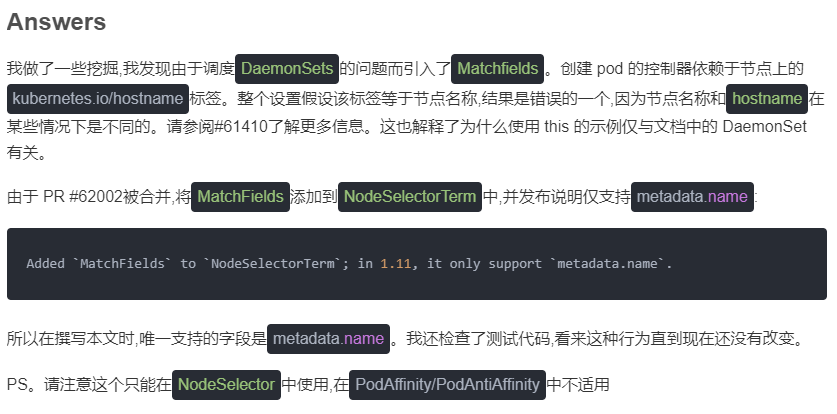 Answers
我做了一些挖掘,我发现由于调度DaemonSets的问题而引入了Matchfields。创建 pod 的控制器依赖于节点上的
kubernetes.io/hostname标签。整个设置假设该标签等于节点名称,结果是错误的一个,因为节点名称和hostname在
某些情况下是不同的。请参阅#61410了解更多信息。这也解释了为什么使用 this 的示例仅与文档中的 DaemonSet
有关。
由于 PR #62002被合并,将MatchFields添加到NodeSelectorTerm中,并发布说明仅支持metadata.name:
Added `MatchFields` to `NodeSelectorTerm`; in 1.11, it only support `metadata.name`.
所以在撰写本文时,唯一支持的字段是metadata.name。我还检查了测试代码,看来这种行为直到现在还没有改变。
PS。请注意这个只能在NodeSelector中使用,在PodAffinity/PodAntiAffinity中不适用